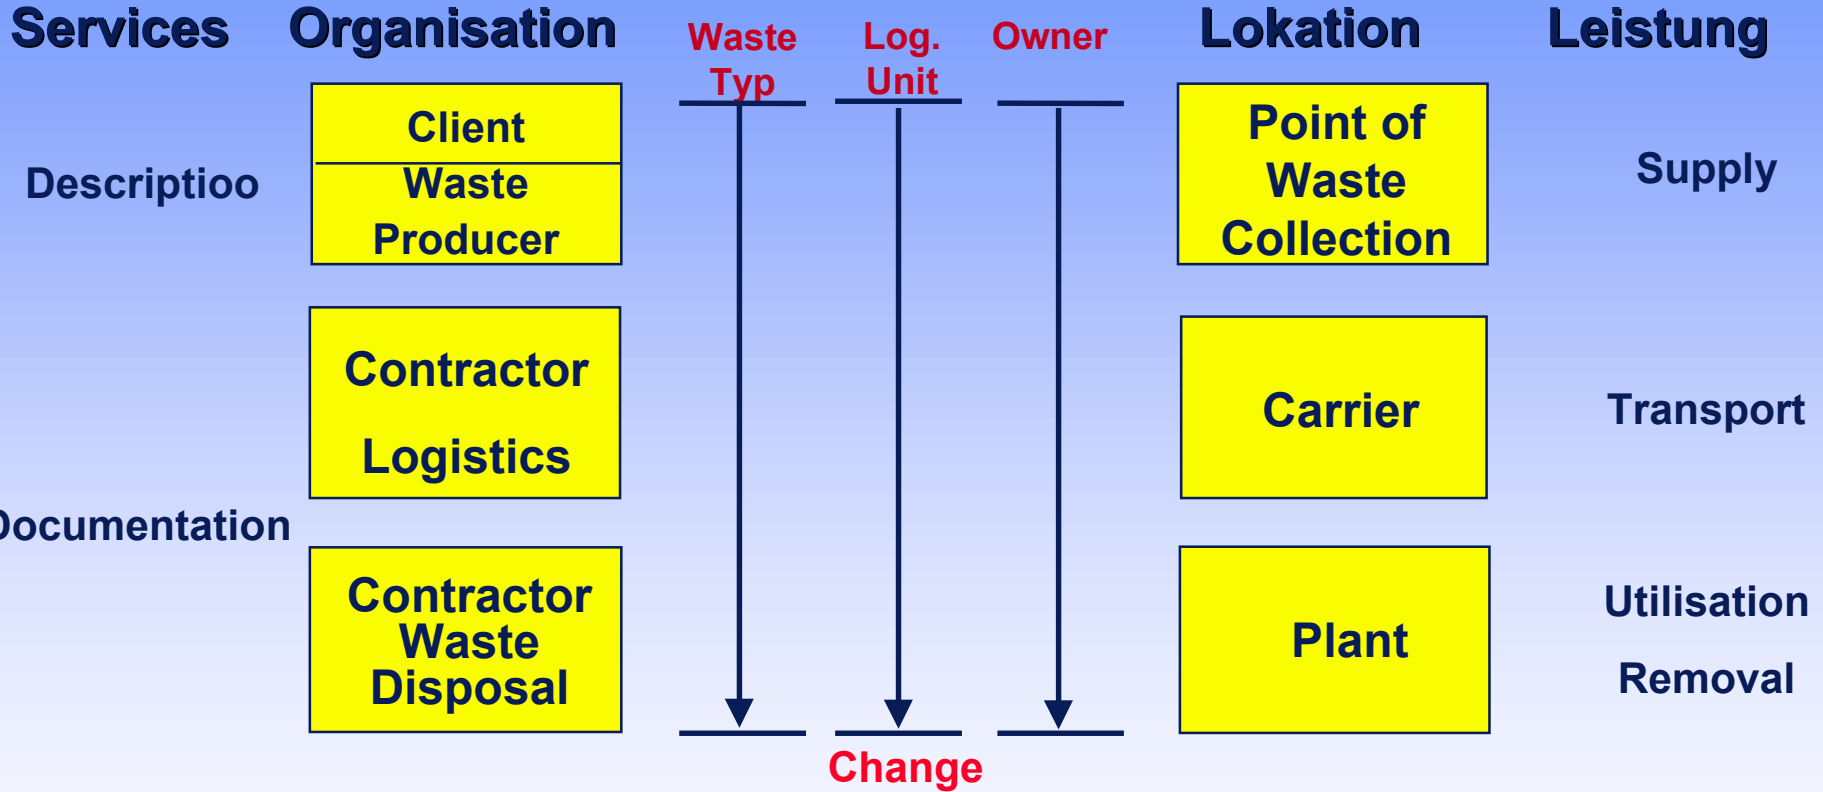 Services
Organisation
Waste
Typ
Log.
Unit
Owner
Lokation
Leistung
Descriptioo
Client
Waste
Producer
Point of
Waste
Collection
Supply
Contractor
Logistics
Carrier
Transport
Documentation
Contractor
Waste
Disposal
Plant
Utilisation
Removal
Change